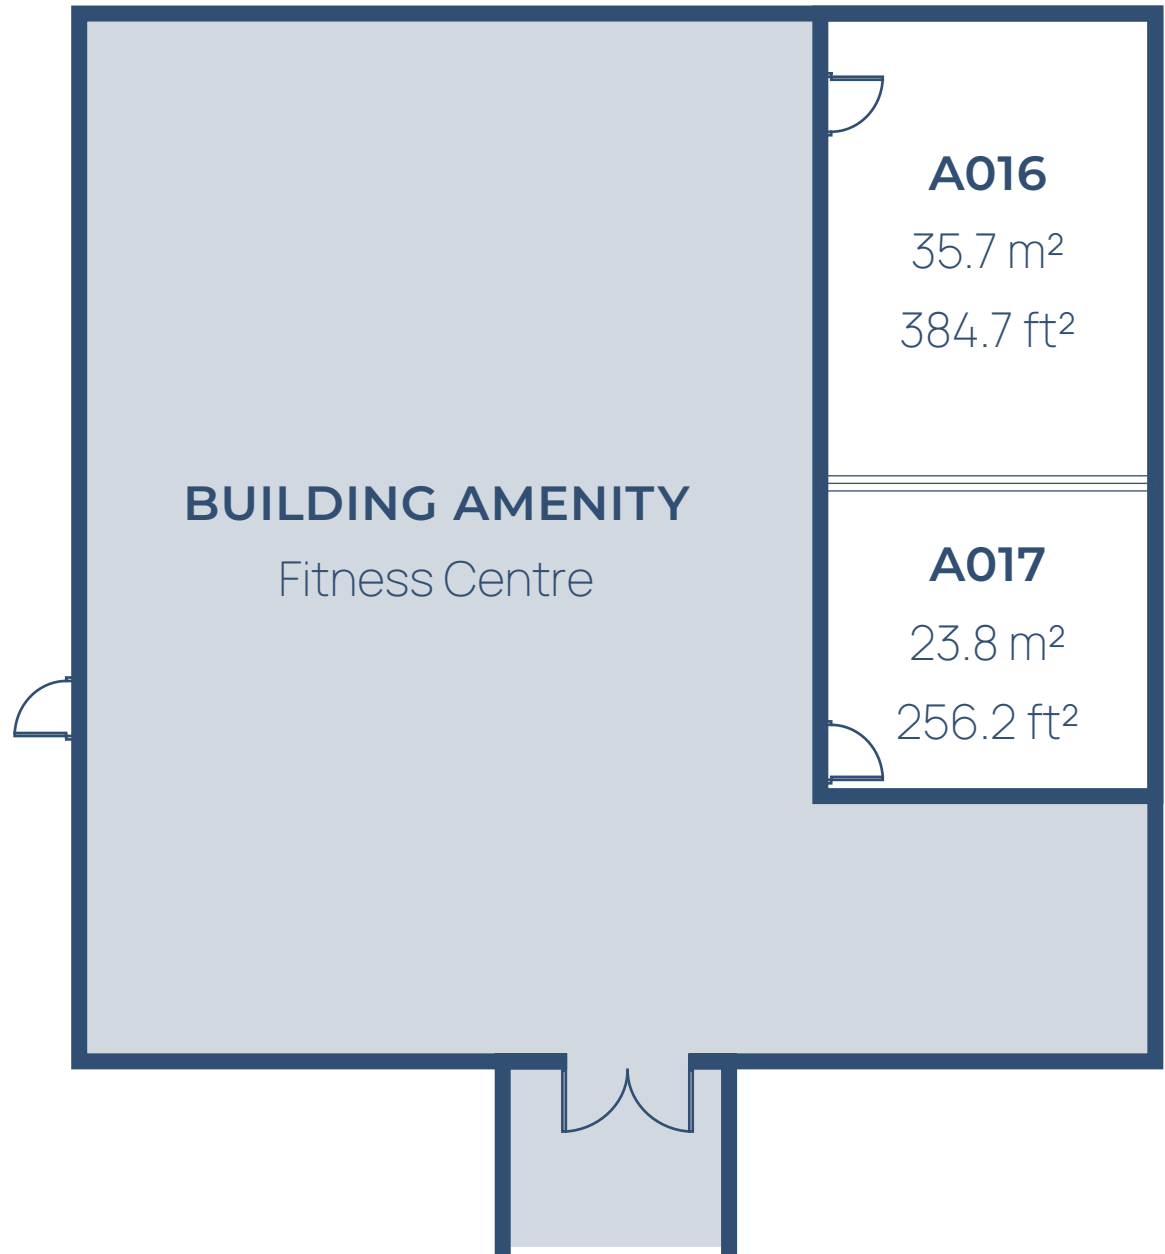 A016
35.7 m²
384.7 ft²
BUILDING AMENITY
Fitness Centre
A017
23.8 m²
256.2 ft²